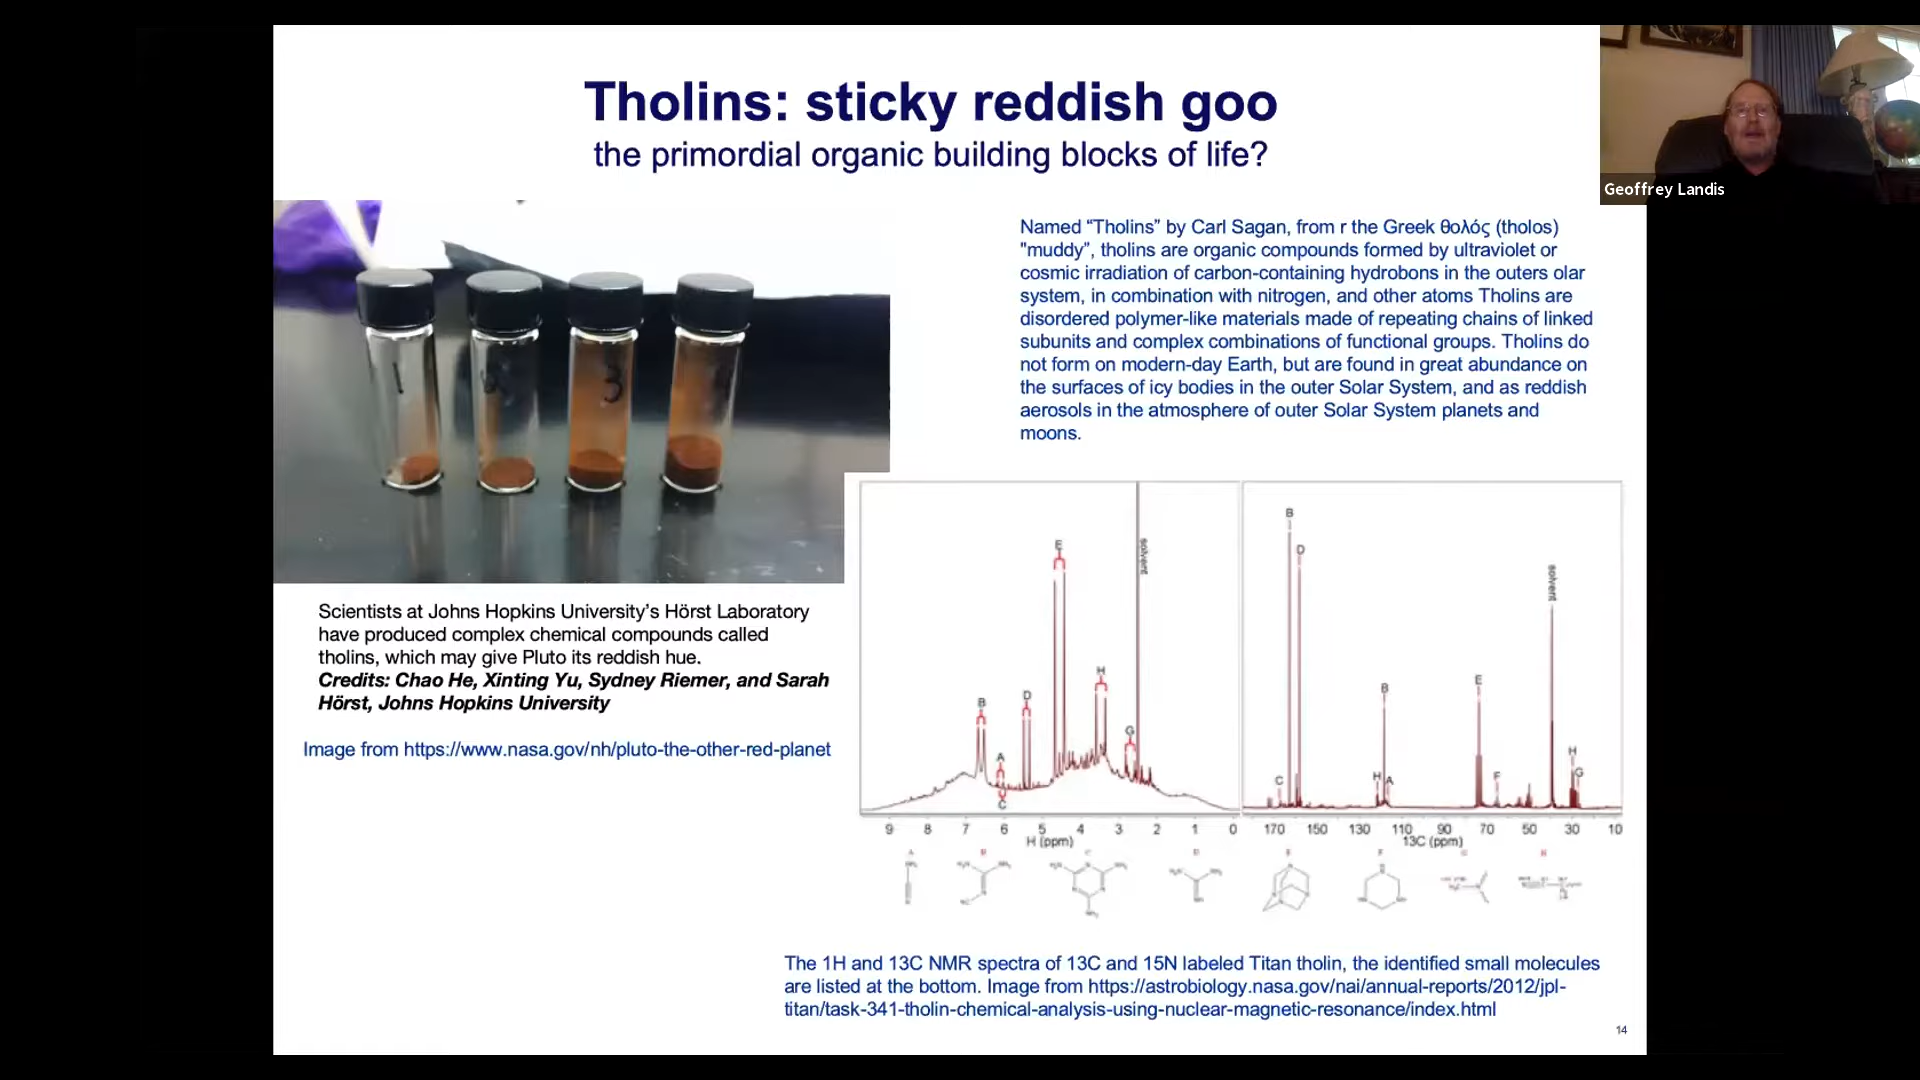 Tholins: sticky reddish goo
the primordial organic building blocks of life?
Geoffrey Landis
Named “Tholins” by Carl Sagan, from r the Greek θολός (tholos)
"muddy”, tholins are organic compounds formed by ultraviolet or
cosmic irradiation of carbon-containing hydrobons in the outers olar
system, in combination with nitrogen, and other atoms Tholins are
disordered polymer-like materials made of repeating chains of linked
subunits and complex combinations of functional groups. Tholins do
not form on modern-day Earth, but are found in great abundance on
the surfaces of icy bodies in the outer Solar System, and as reddish
aerosols in the atmosphere of outer Solar System planets and
moons.
1
3
Scientists at Johns Hopkins University’s Hörst Laboratory
have produced complex chemical compounds called
tholins, which may give Pluto its reddish hue.
Credits: Chao He, Xinting Yu, Sydney Riemer, and Sarah
Hörst, Johns Hopkins University
Image from https://www.nasa.gov/nh/pluto-the-other-red-planet
E
solvent
H
B
D
G
A
C
9 8 7 6 5 4 3 2 1 0
H (ppm)
B
D
solvent
B
E
H
C
H
A
F
G
170 150 130 110 90 70 50 30 10
13C (ppm)
The 1H and 13C NMR spectra of 13C and 15N labeled Titan tholin, the identified small molecules
are listed at the bottom. Image from https://astrobiology.nasa.gov/nai/annual-reports/2012/jpl-
titan/task-341-tholin-chemical-analysis-using-nuclear-magnetic-resonance/index.html
14